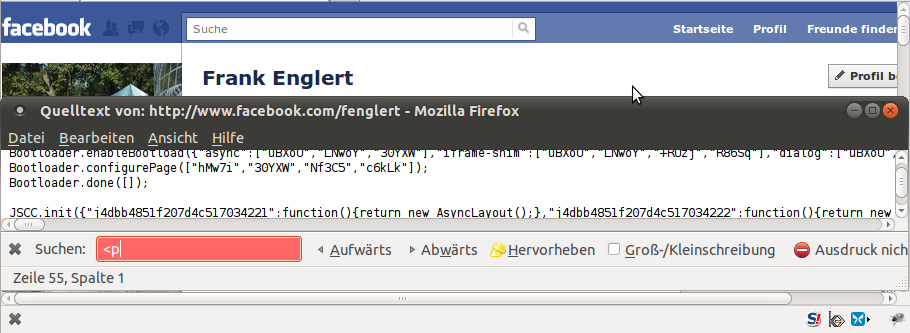 facebook
Suche
Startseite Profil Freunde finden
Frank Englert
Profil be
Quelltext von: http://www.facebook.com/fenglert - Mozilla Firefox
Datei Bearbeiten Ansicht Hilfe
Bootloader.enableBootload({"async":["uBXoU","LNwoY","3OYXW"],"iframe-shim":["uBXoU","LNwoY","+ROzj","R86Sq"],"dialog":["uBXoU",
Bootloader.configurePage(["hMw7i","3OYXW","Nf3C5","c6kLk"]);
Bootloader.done([]);
JSCC.init({"j4dbb4851f207d4c517034221":function(){return new AsyncLayout();},"j4dbb4851f207d4c517034222":function(){return new
Suchen: <p Aufwärts Abwärts Hervorheben Groß-/Kleinschreibung Ausdruck nich
Zeile 55, Spalte 1
S!